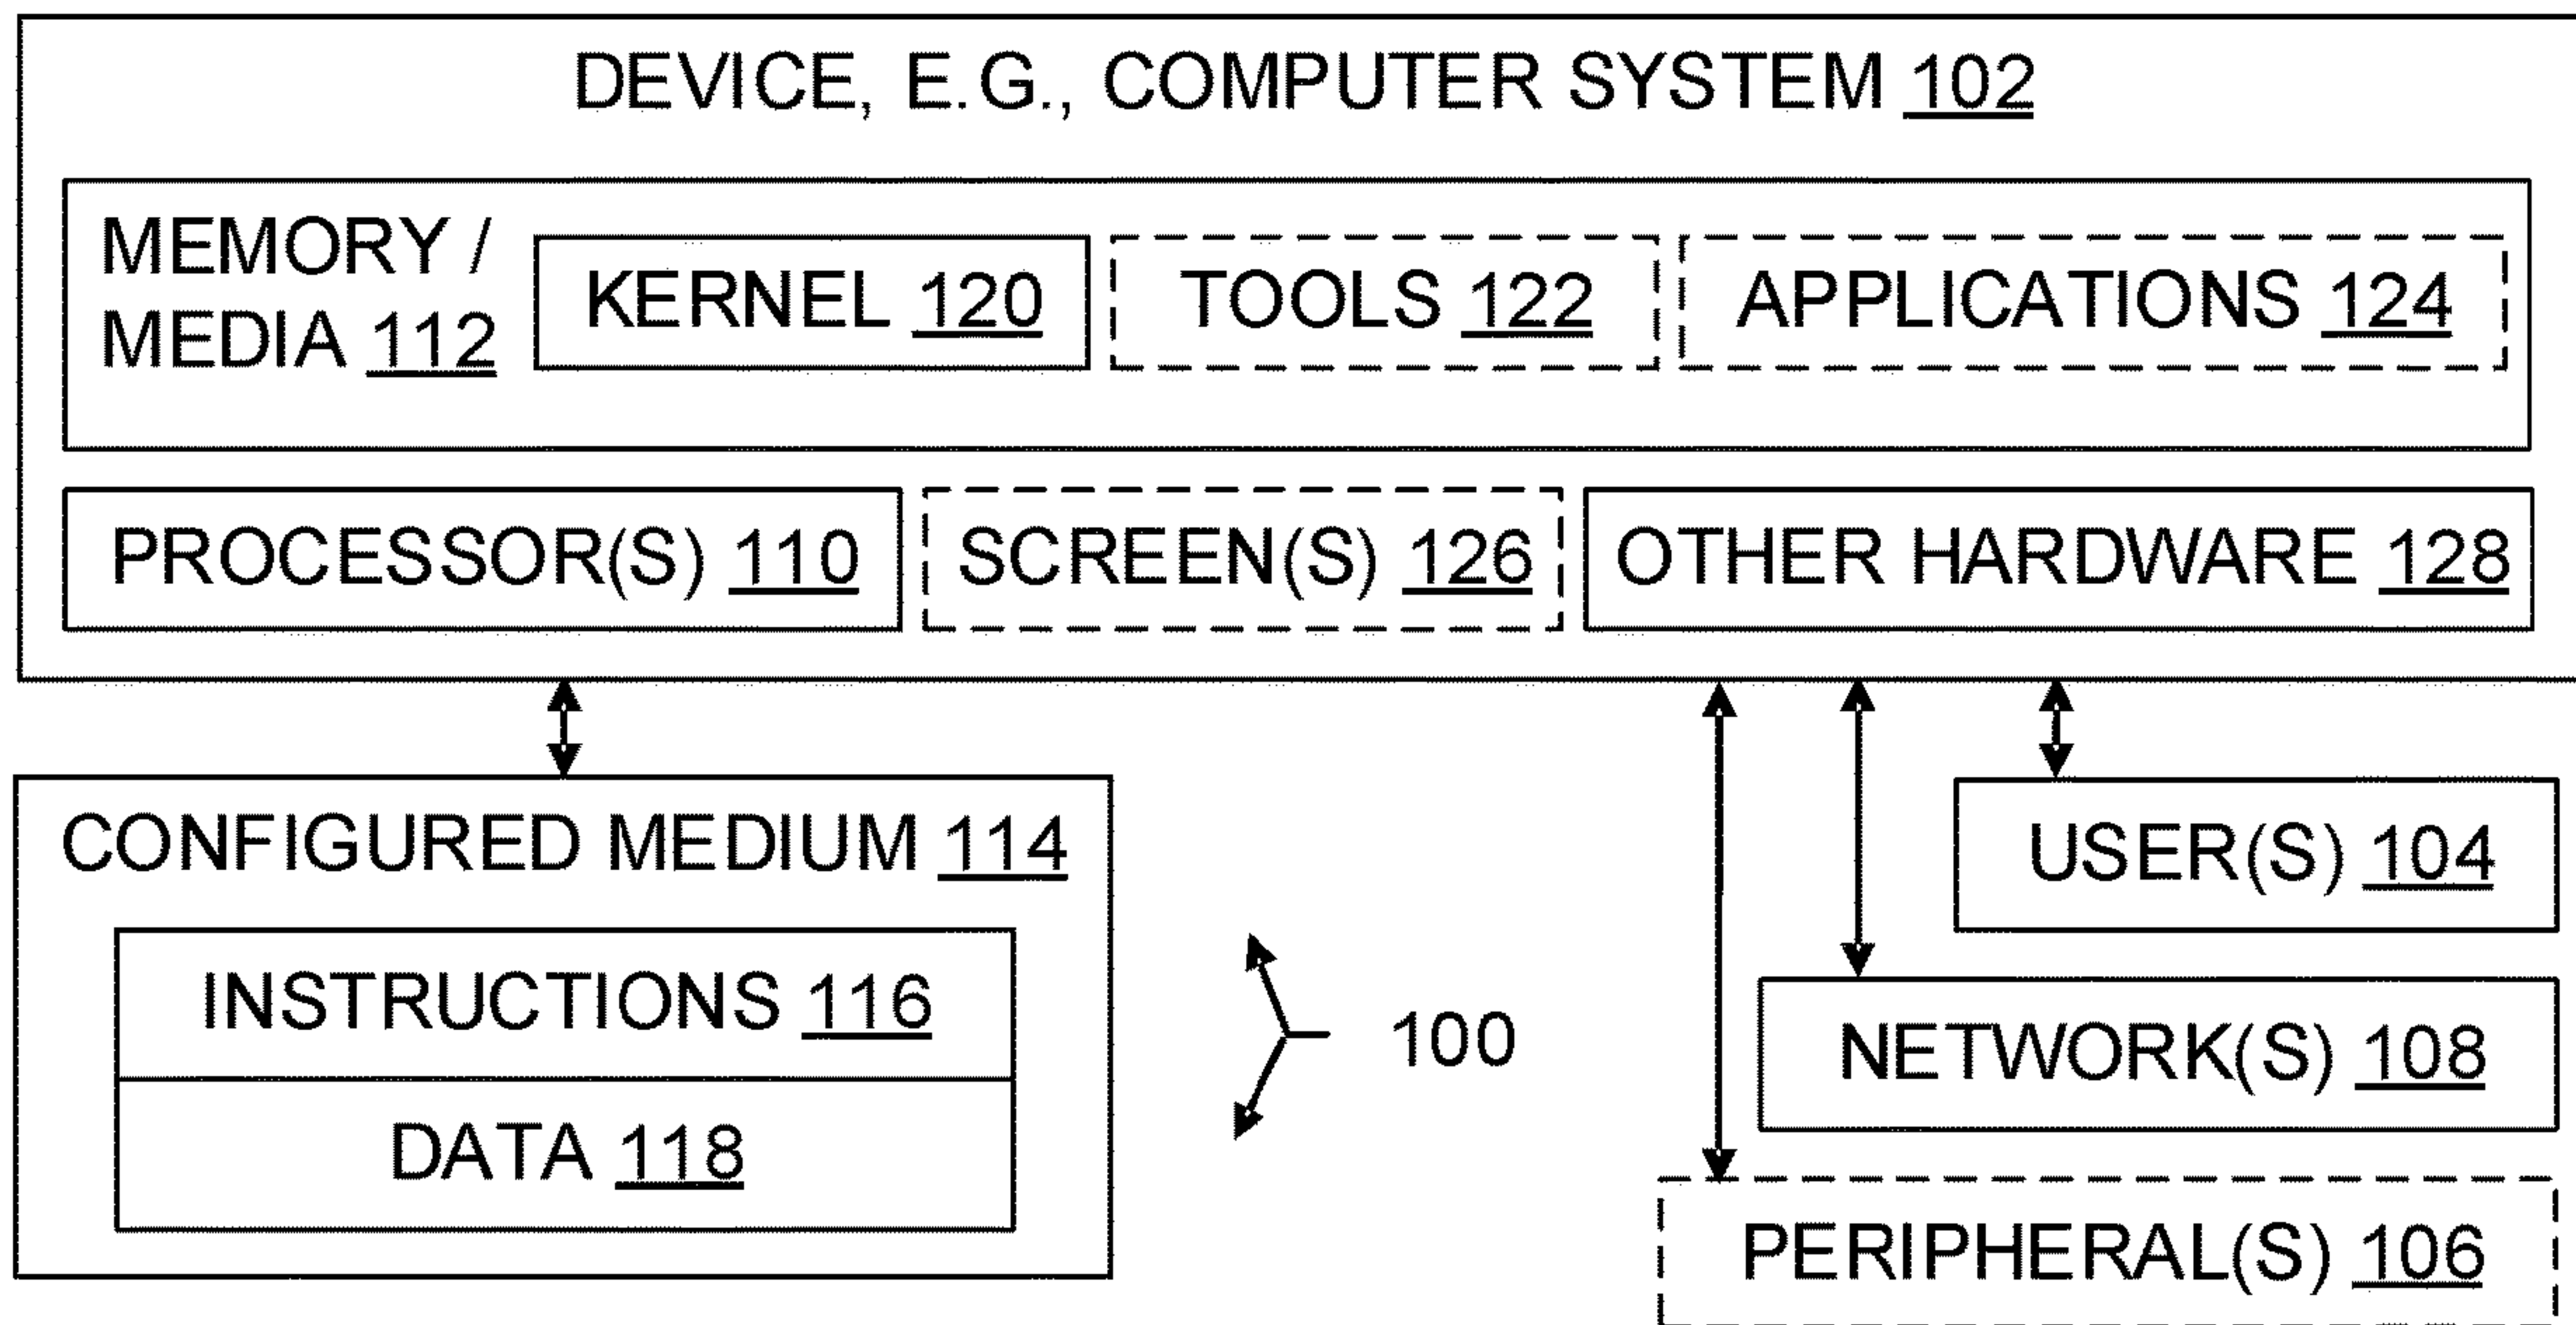 DEVICE, E.G., COMPUTER SYSTEM 102
MEMORY /
MEDIA 112
KERNEL 120
TOOLS 122
APPLICATIONS 124
PROCESSOR(S) 110
SCREEN(S) 126
OTHER HARDWARE 128
CONFIGURED MEDIUM 114
INSTRUCTIONS 116
DATA 118
100
USER(S) 104
NETWORK(S) 108
PERIPHERAL(S) 106